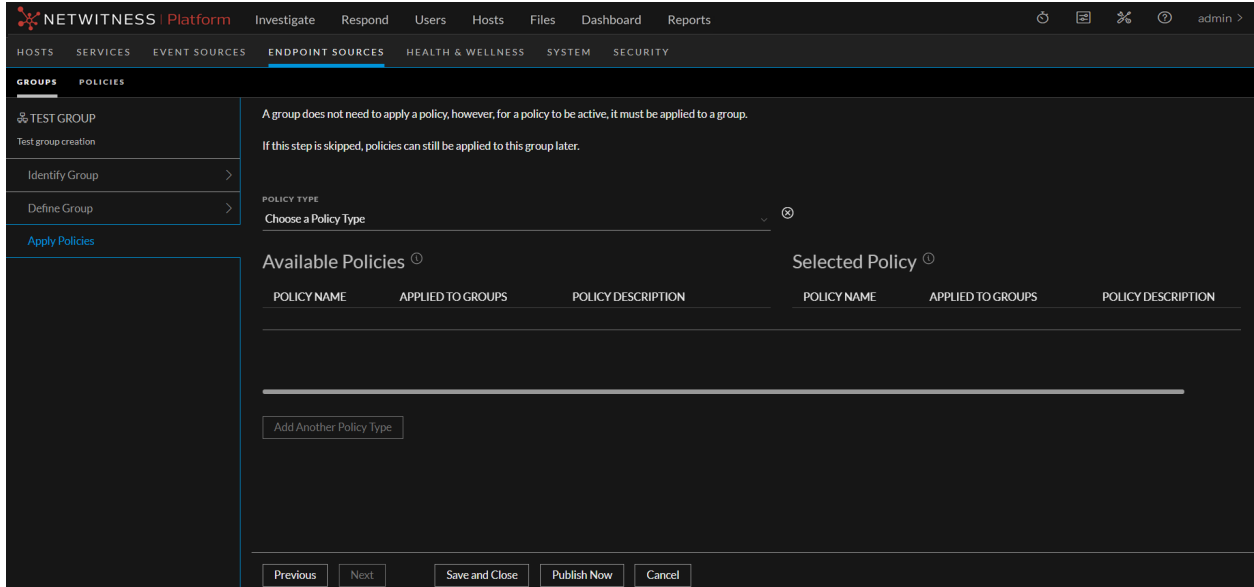 NETWITNESS | Platform Investigate Respond Users Hosts Files Dashboard Reports admin >
HOSTS SERVICES EVENT SOURCES ENDPOINT SOURCES HEALTH & WELLNESS SYSTEM SECURITY
GROUPS POLICIES
TEST GROUP
Test group creation
Identify Group
Define Group
Apply Policies
A group does not need to apply a policy, however, for a policy to be active, it must be applied to a group.
If this step is skipped, policies can still be applied to this group later.
POLICY TYPE
Choose a Policy Type
Available Policies
POLICY NAME APPLIED TO GROUPS POLICY DESCRIPTION
Selected Policy
POLICY NAME APPLIED TO GROUPS POLICY DESCRIPTION
Add Another Policy Type
Previous Next Save and Close Publish Now Cancel